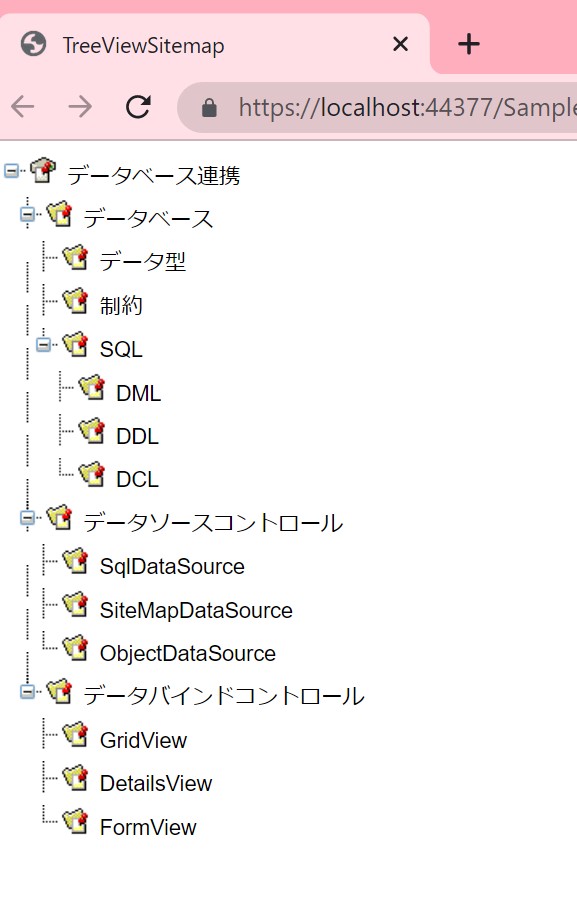 TreeViewSitemap
https://localhost:44377/Sample
データベース連携
データベース
データ型
制約
SQL
DML
DDL
DCL
データソースコントロール
SqlDataSource
SiteMapDataSource
ObjectDataSource
データバインドコントロール
GridView
DetailsView
FormView